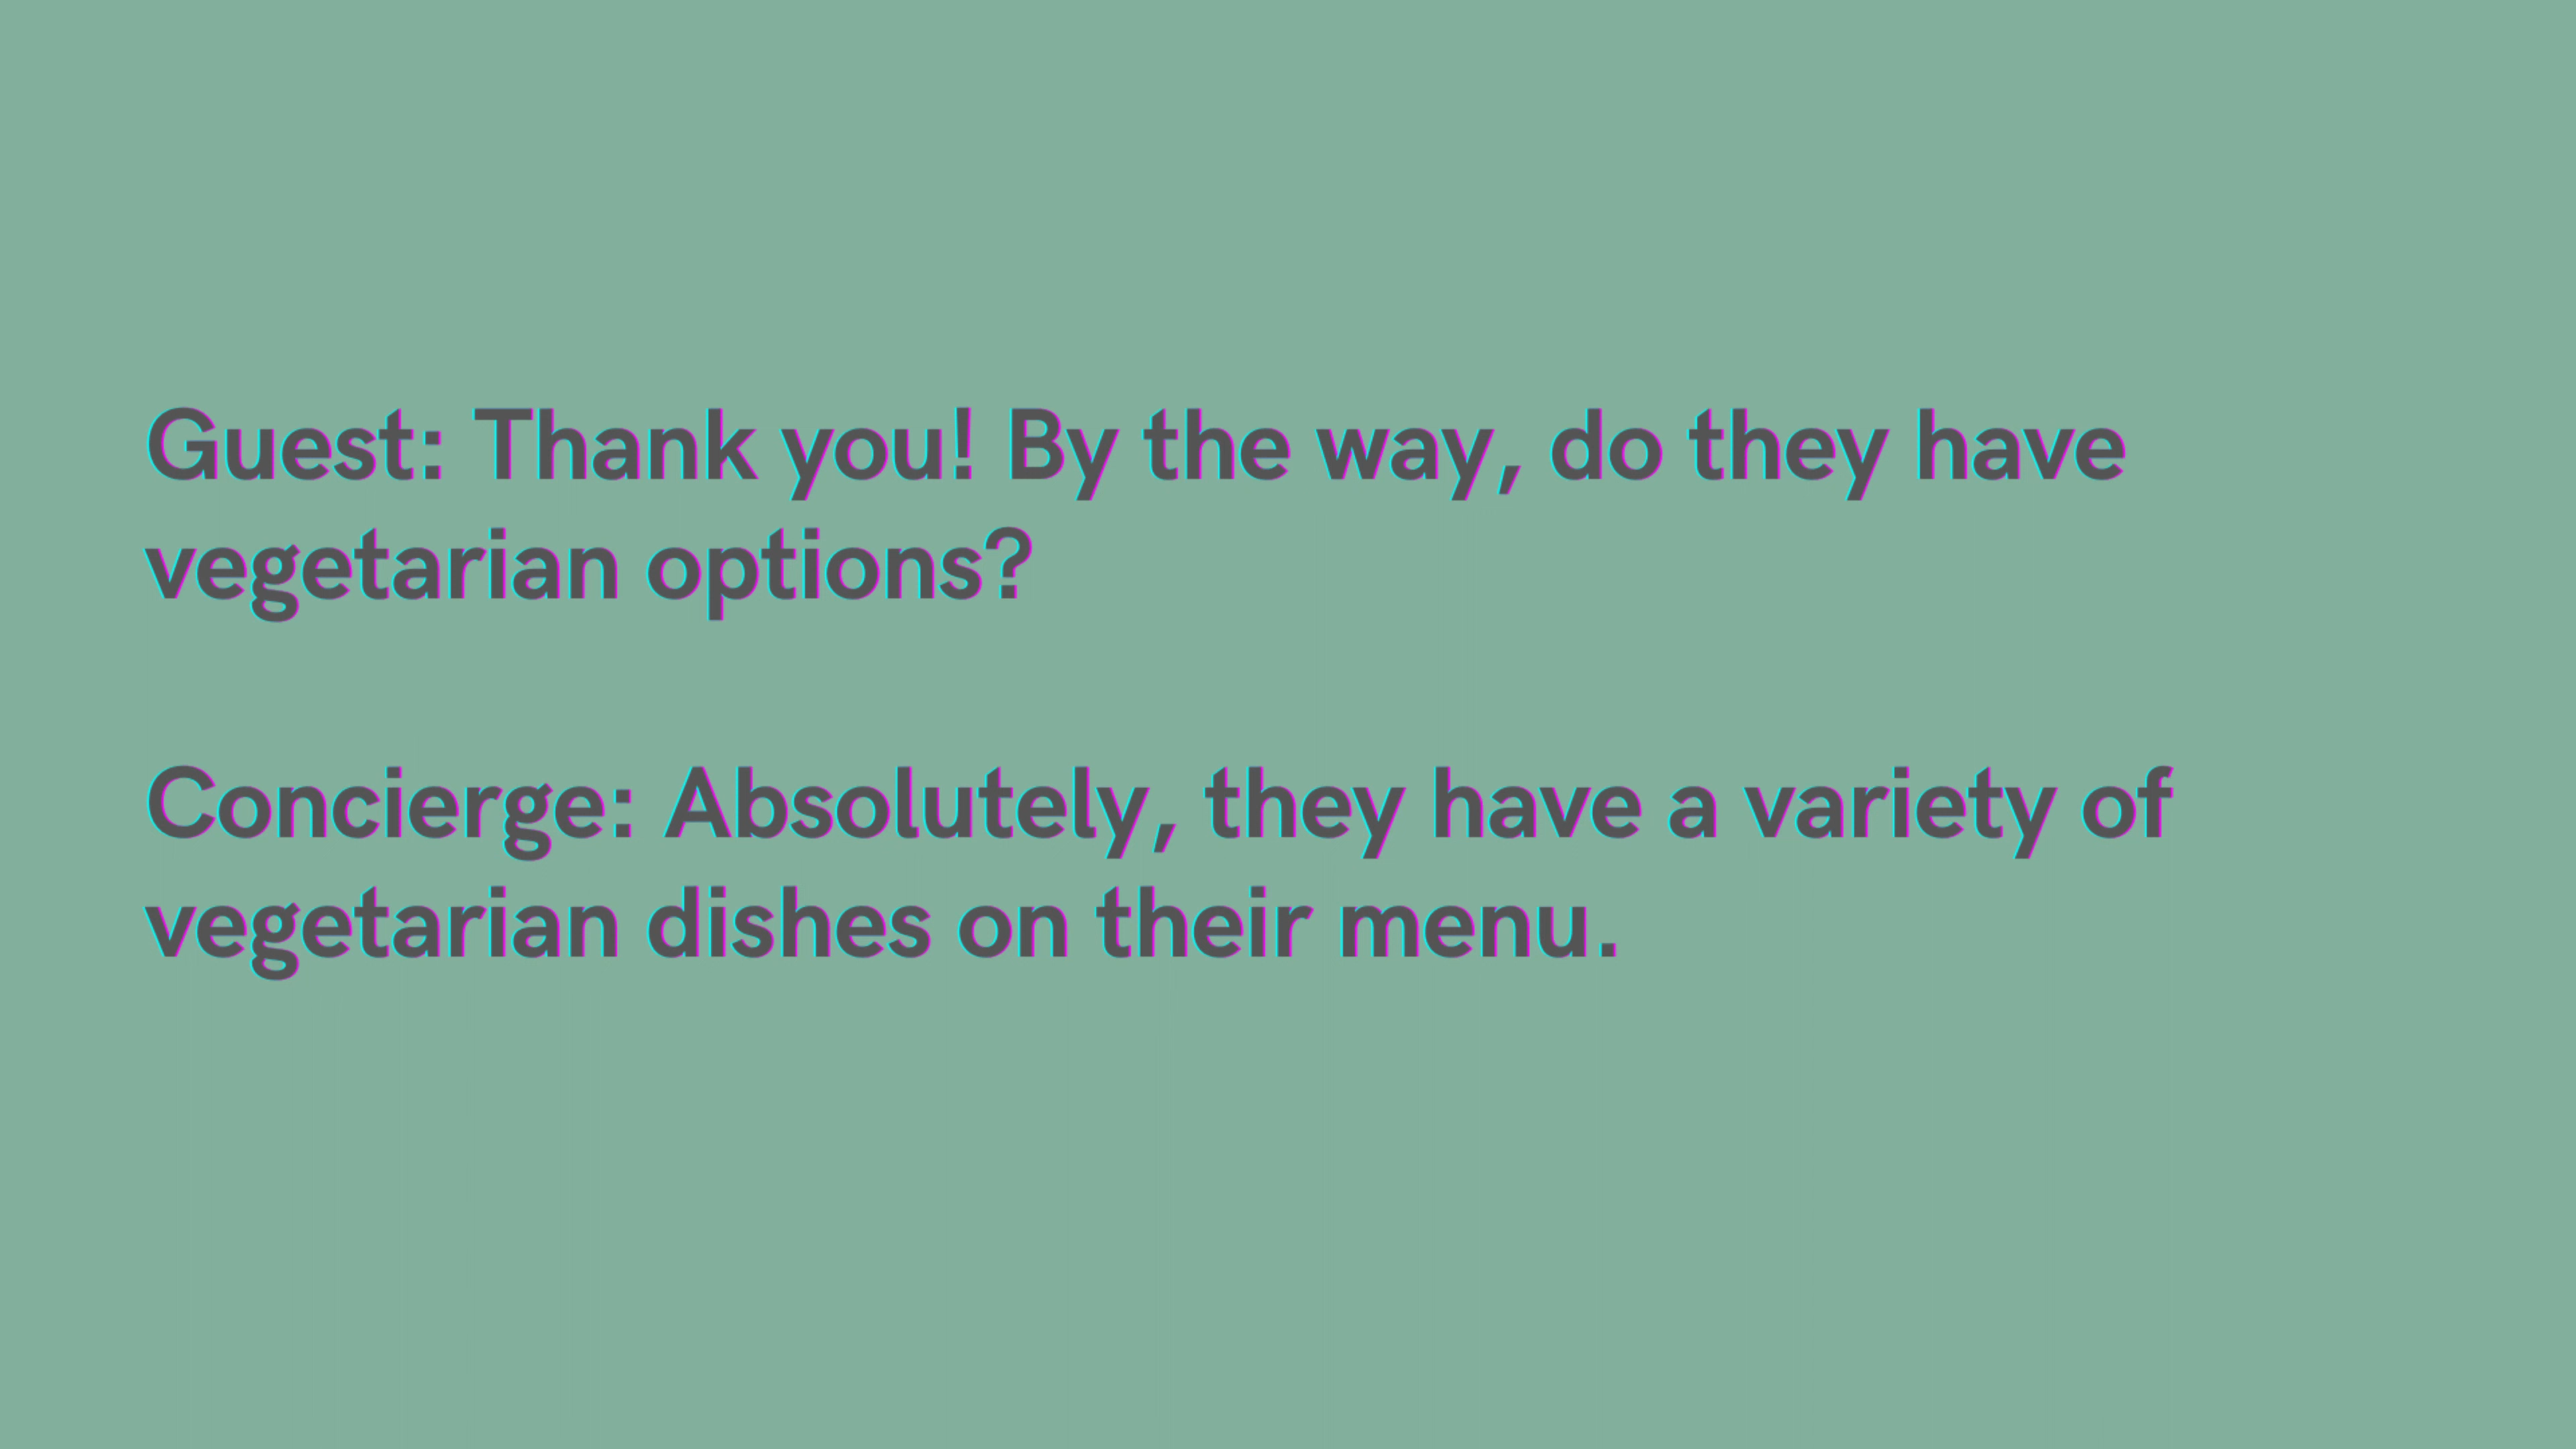 Guest: Thank you! By the way, do they have
vegetarian options?
Concierge: Absolutely, they have a variety of
vegetarian dishes on their menu.